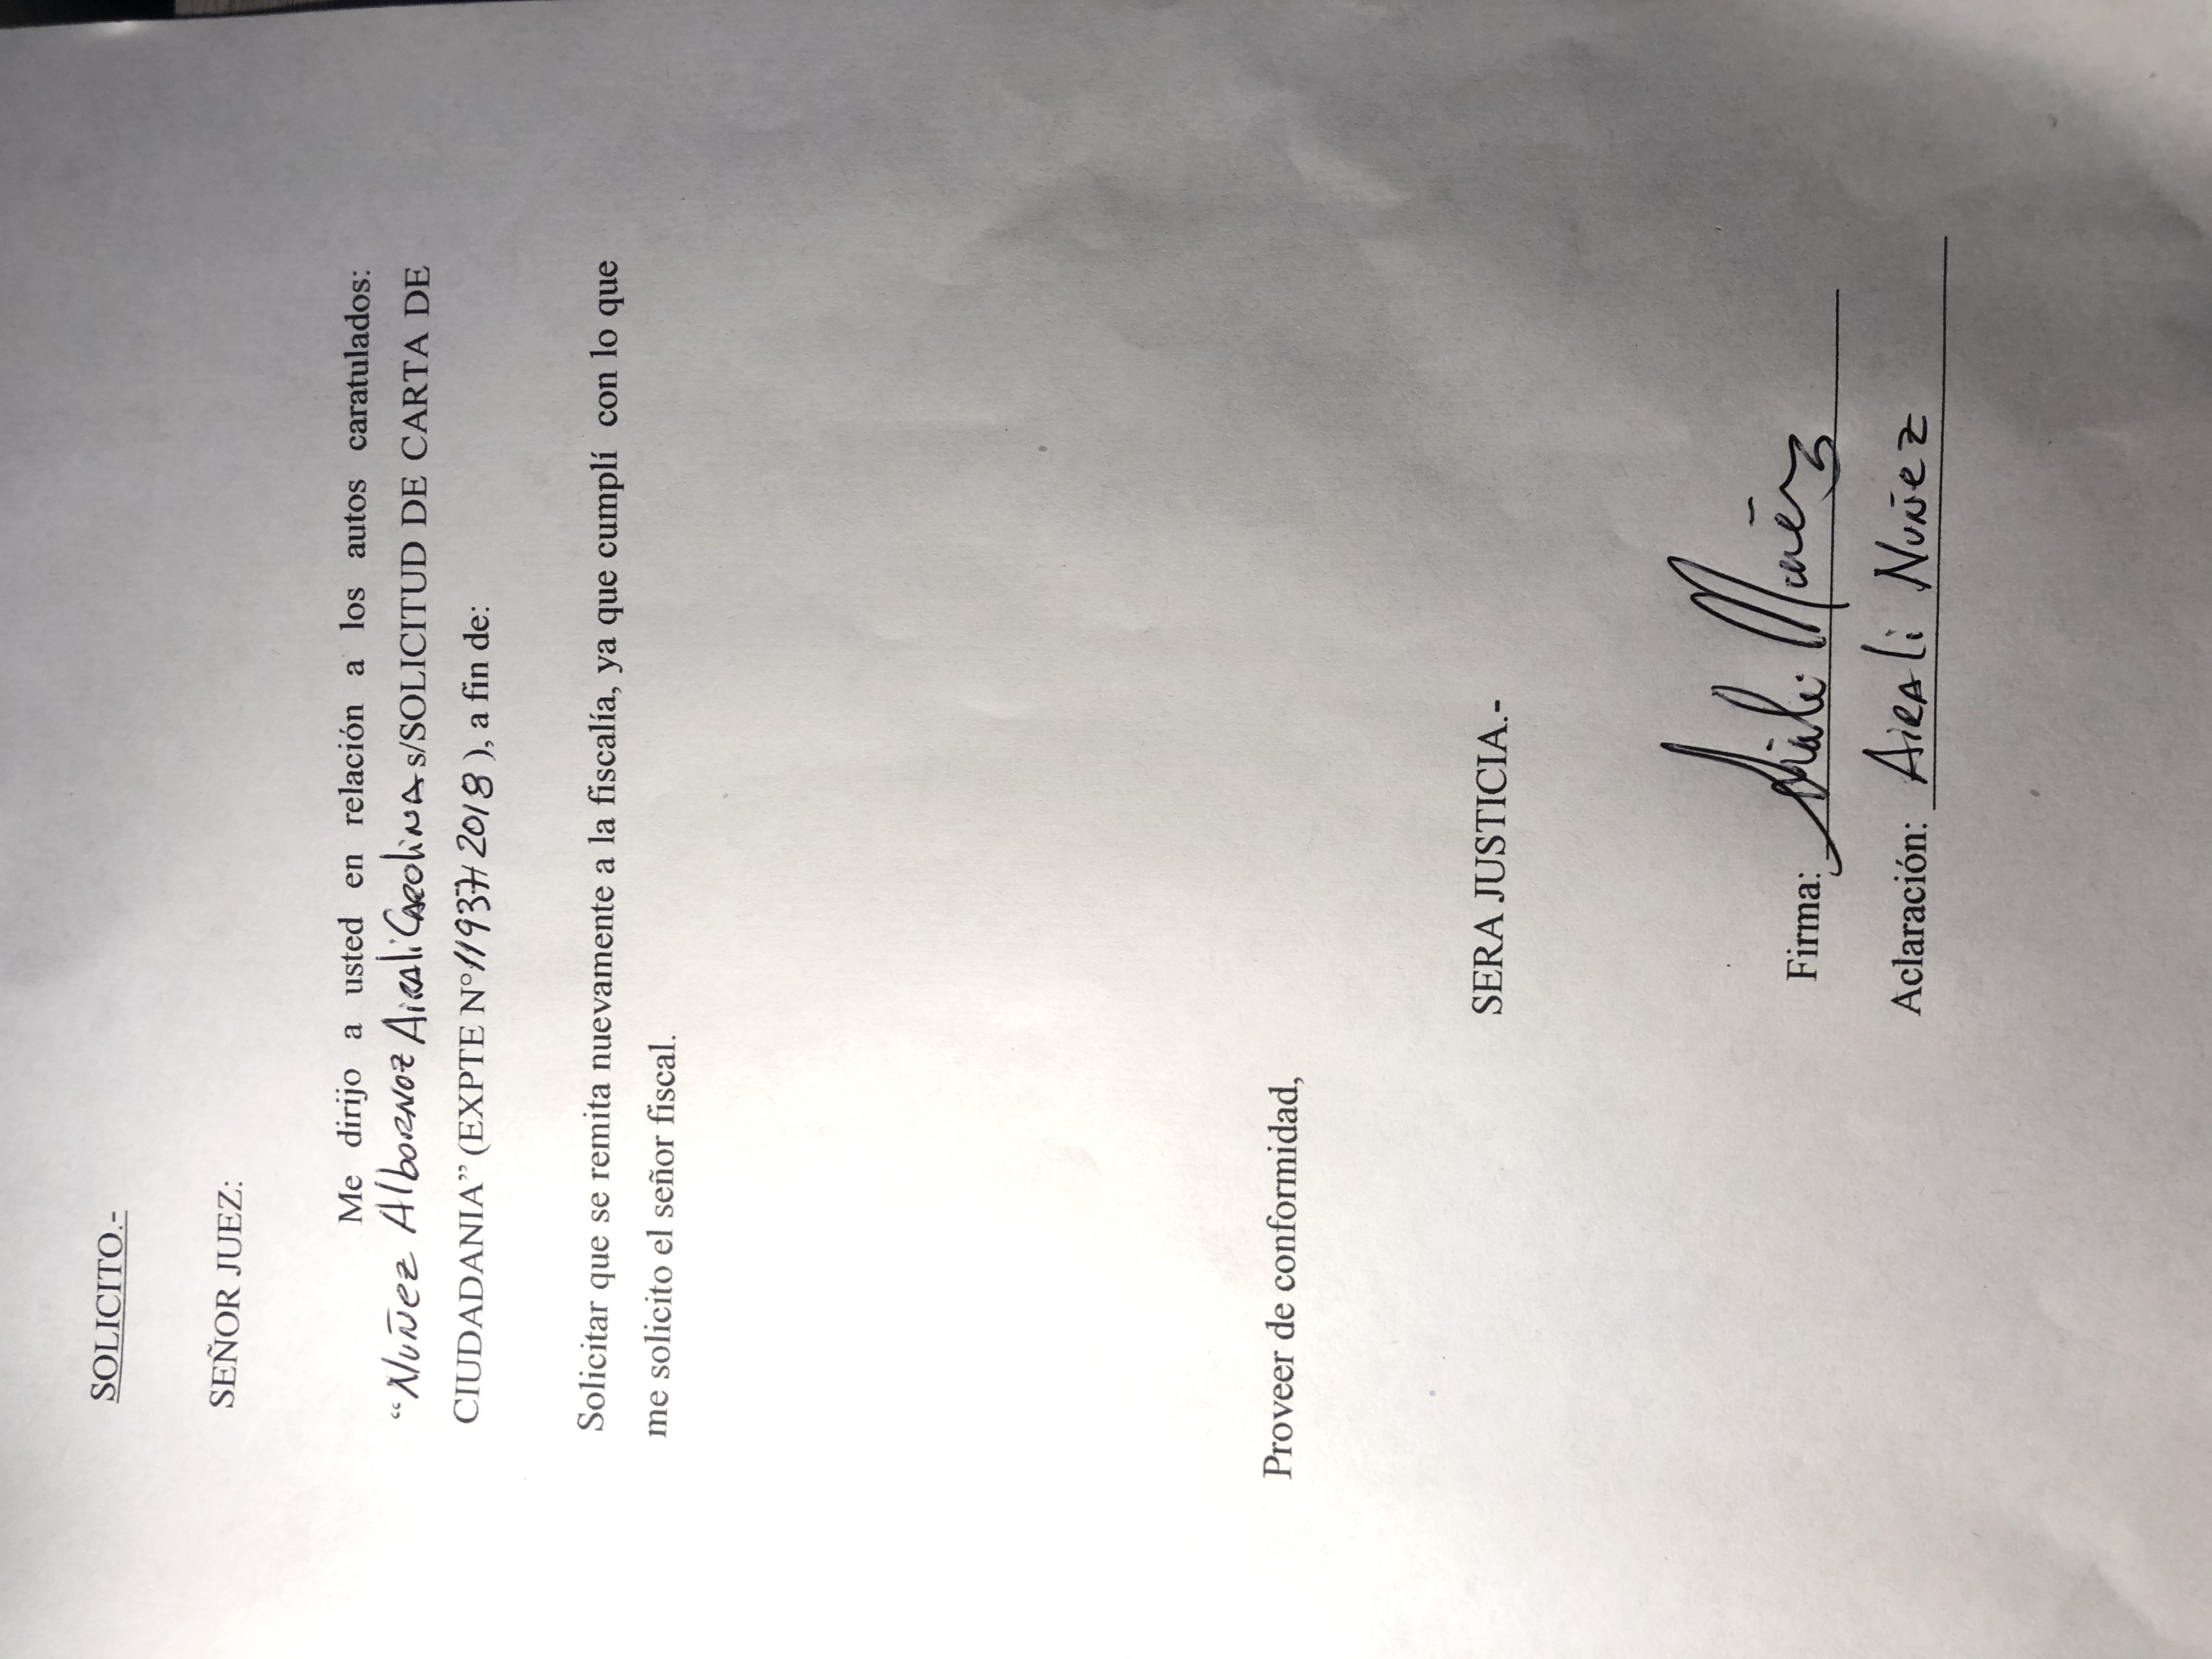 SOLICITO.-
SEÑOR JUEZ:
Me dirijo a usted en relación a los autos caratulados:
“Nuñez Albornoz Airali Carolina s/SOLICITUD DE CARTA DE
CIUDADANIA” (EXPTE Nº 11937/2018), a fin de:
Solicitar que se remita nuevamente a la fiscalía, ya que cumplí con lo que
me solicito el señor fiscal.
Proveer de conformidad,
SERA JUSTICIA.-
Firma: Airali Nuñez
Aclaración: Airali Nuñez